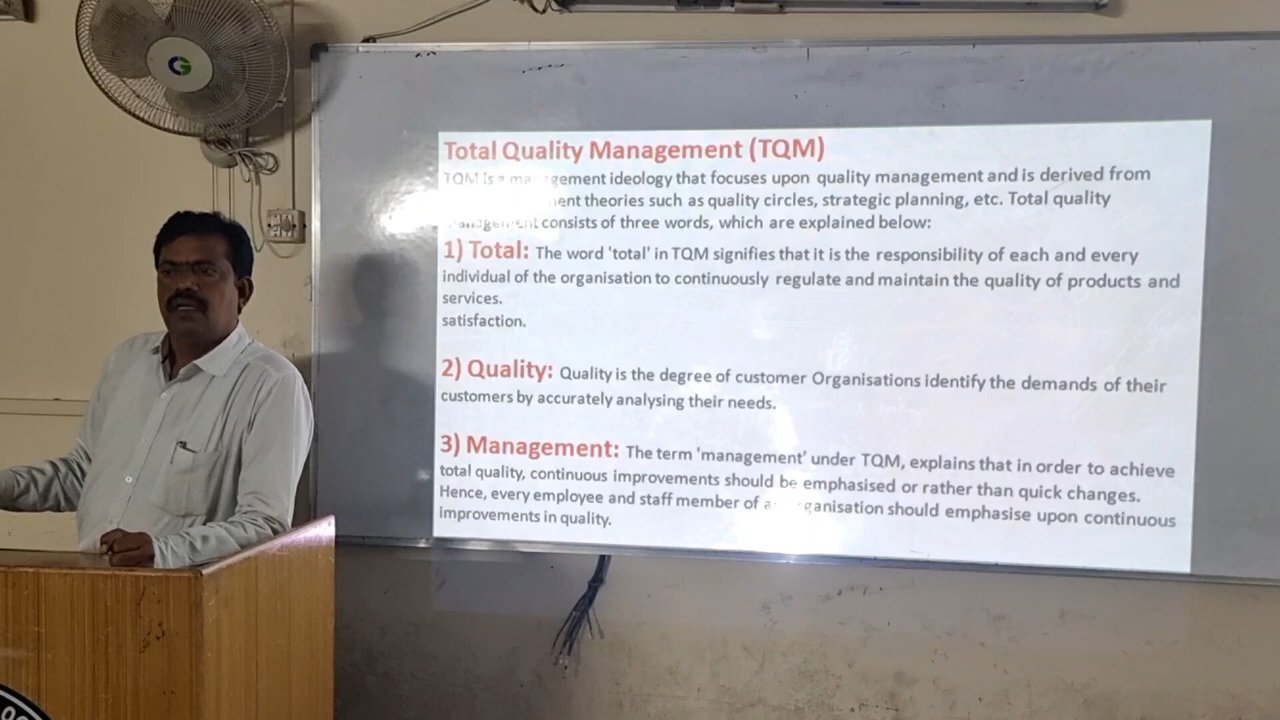 Total Quality Management (TQM)
TQM is a management ideology that focuses upon quality management and is derived from
theories such as quality circles, strategic planning, etc. Total quality
management consists of three words, which are explained below:
1) Total: The word 'total' in TQM signifies that it is the responsibility of each and every
individual of the organisation to continuously regulate and maintain the quality of products and
services.
satisfaction.
2) Quality: Quality is the degree of customer Organisations identify the demands of their
customers by accurately analysing their needs.
3) Management: The term 'management' under TQM, explains that in order to achieve
total quality, continuous improvements should be emphasised or rather than quick changes.
Hence, every employee and staff member of an organisation should emphasise upon continuous
improvements in quality.